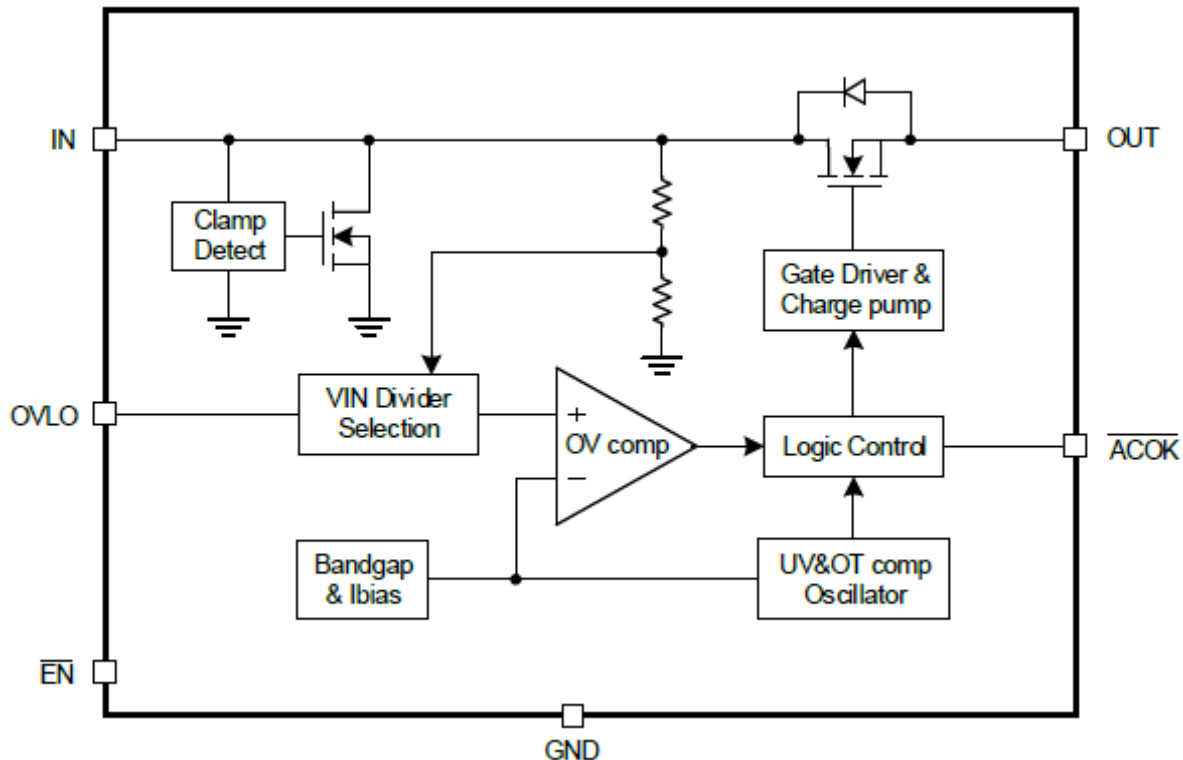 IN
OUT
Clamp
Detect
Gate Driver &
Charge pump
OVLO
VIN Divider
Selection
+
OV comp
−
Logic Control
ACOK
Bandgap
& Ibias
UV&OT comp
Oscillator
EN
GND